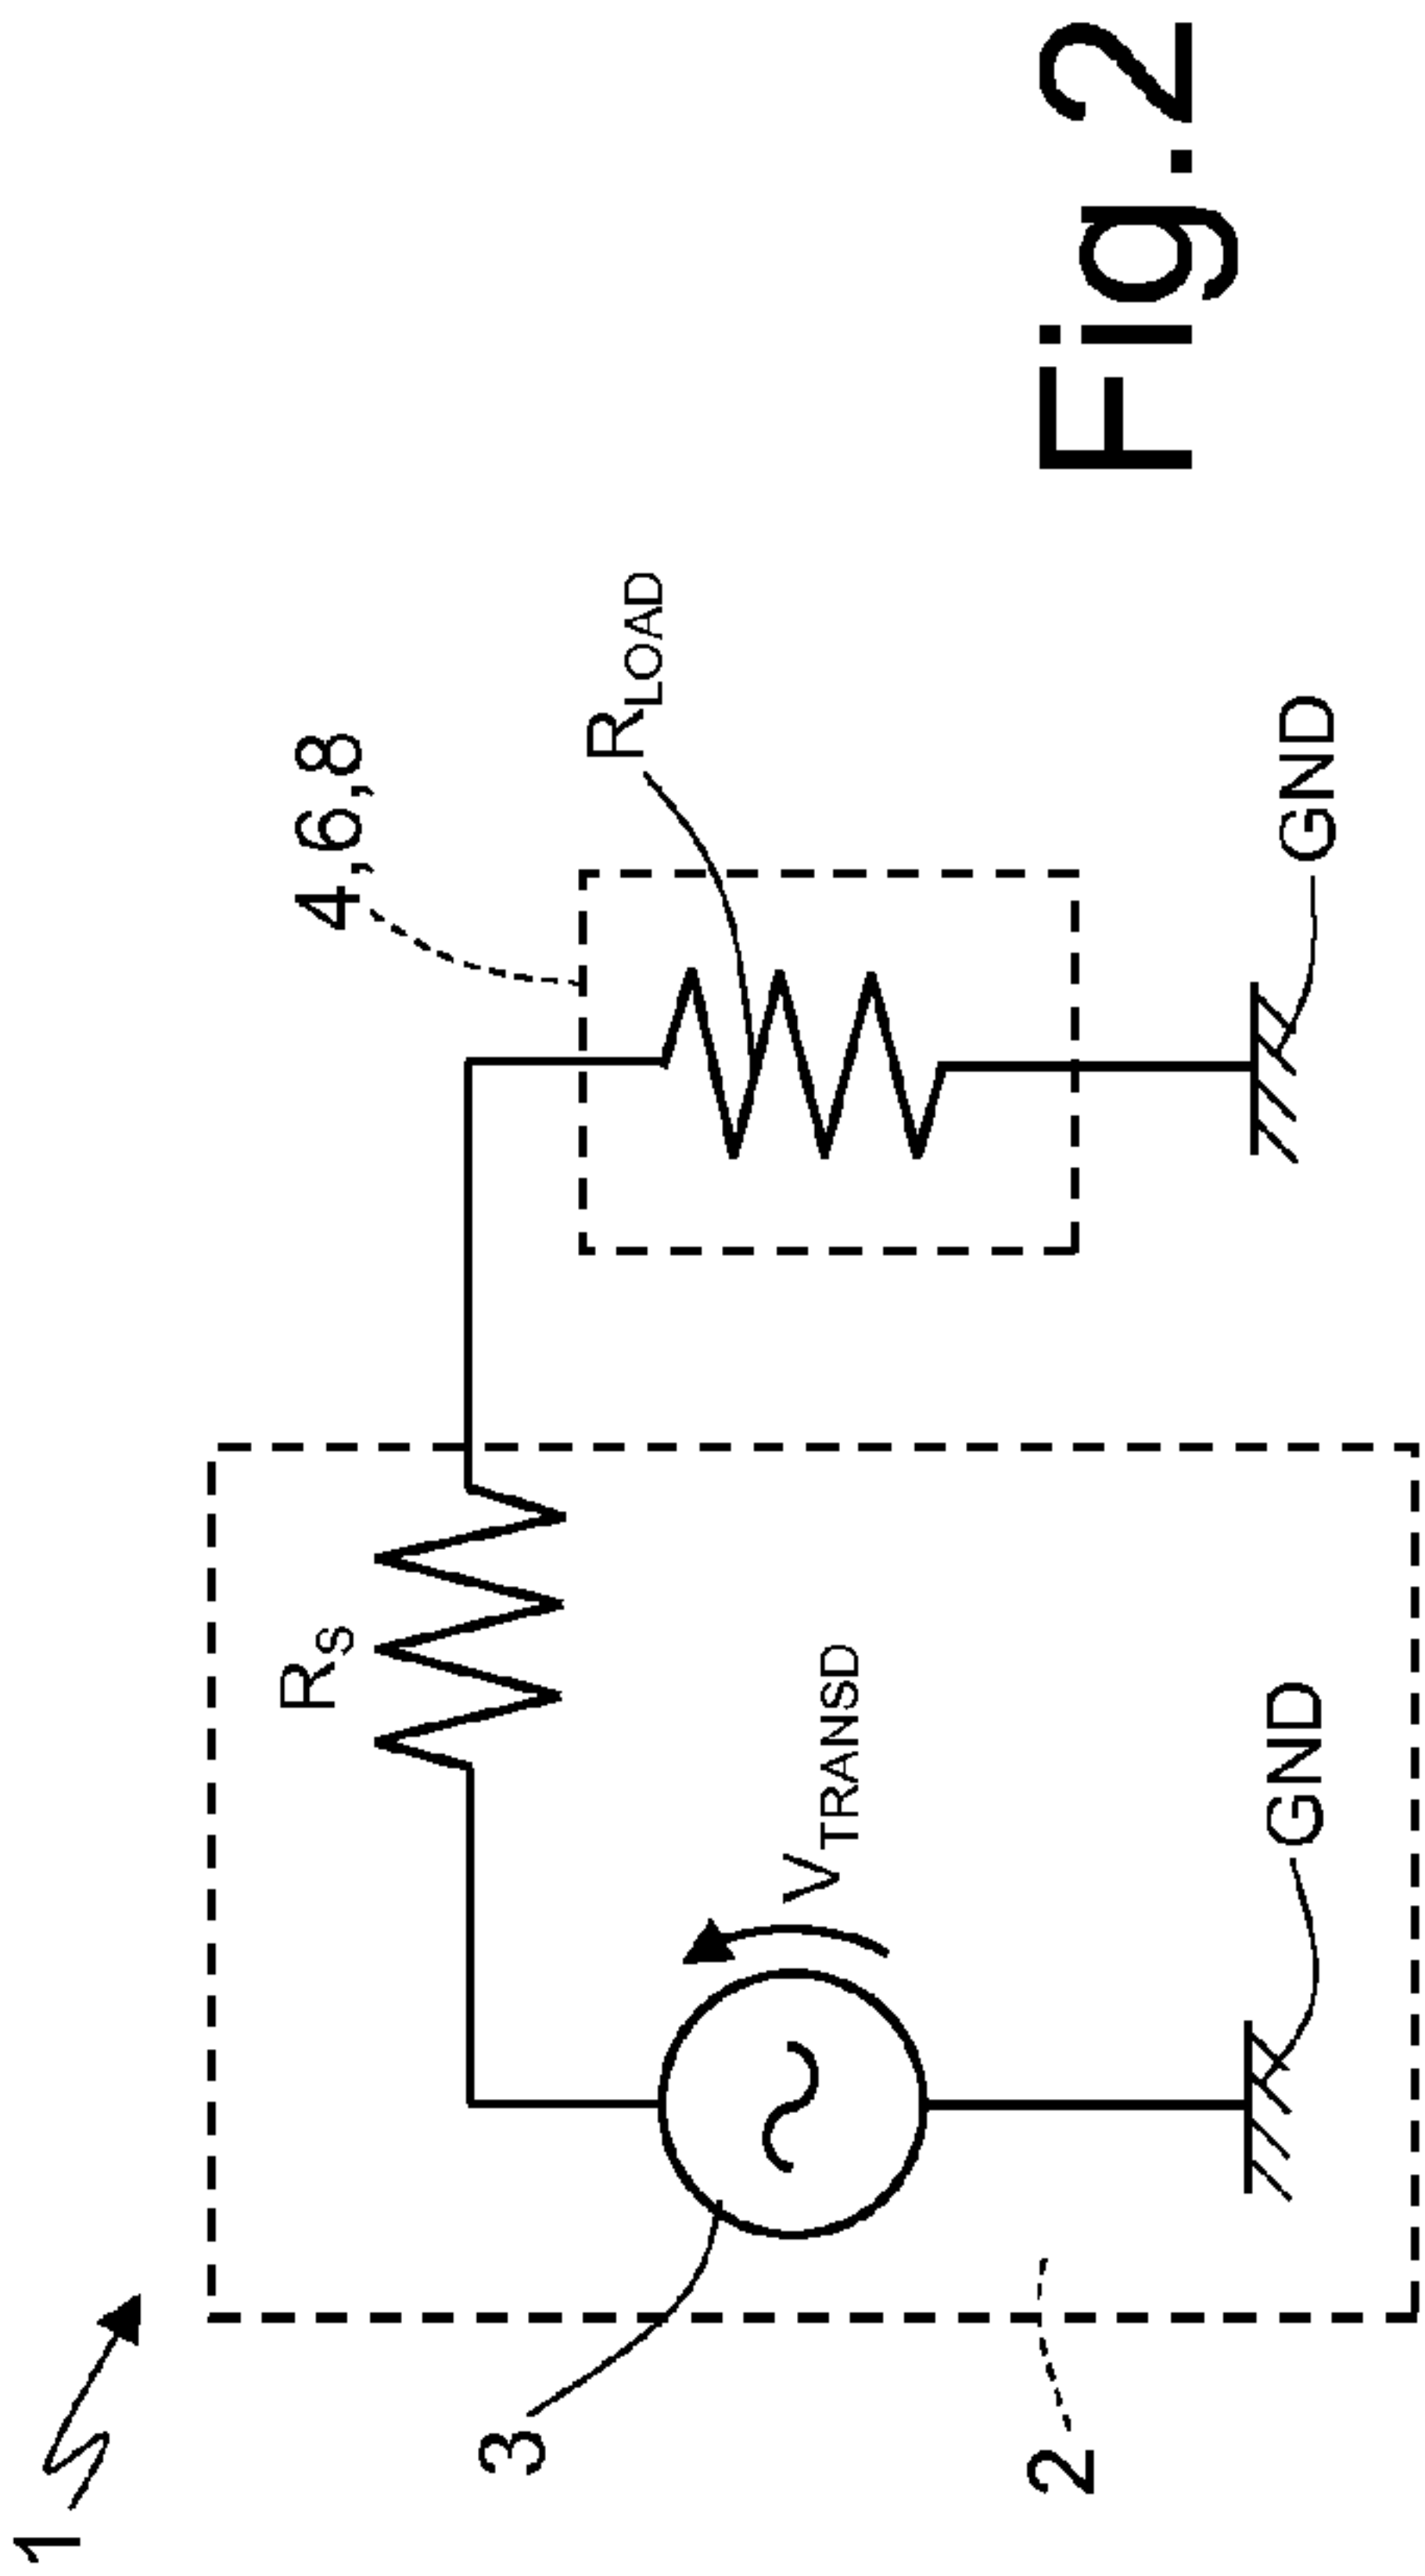 1
2
3
R_S
V_TRANSD
GND
4,6,8
R_LOAD
GND
Fig.2